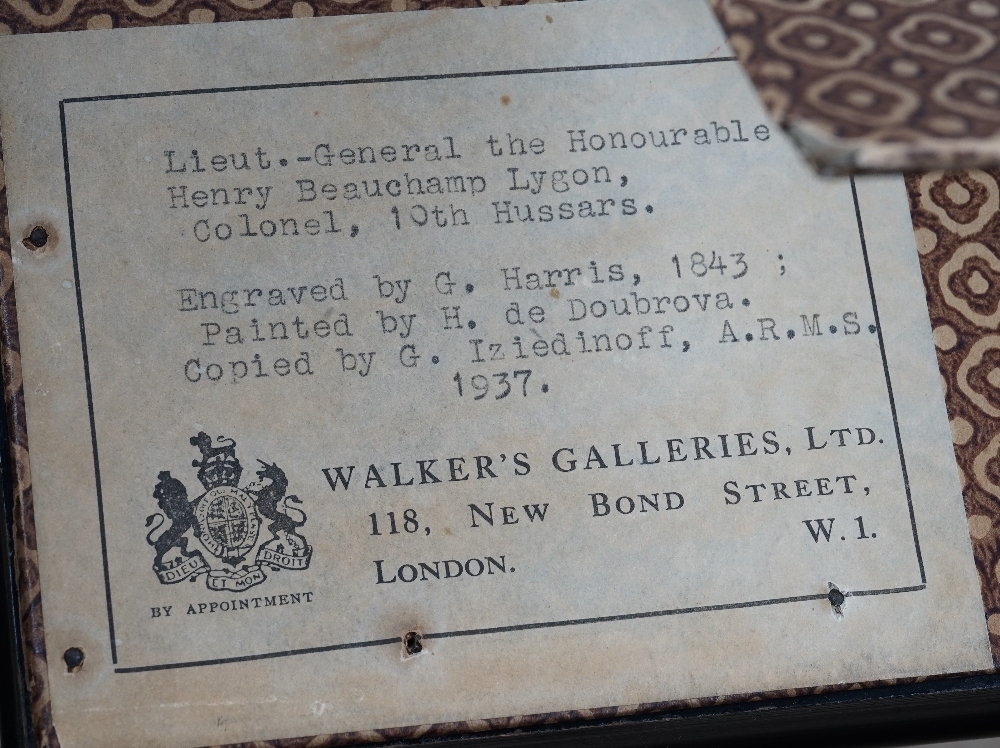 Lieut.-General the Honourable
Henry Beauchamp Lygon,
Colonel, 10th Hussars.
Engraved by G. Harris, 1843 ;
Painted by H. de Doubrova.
Copied by G. Izièdinoff, A.R.M.S.
1937.
WALKER'S GALLERIES, LTD.
118, NEW BOND STREET,
LONDON. W. 1.
DIEU ET MON DROIT
BY APPOINTMENT